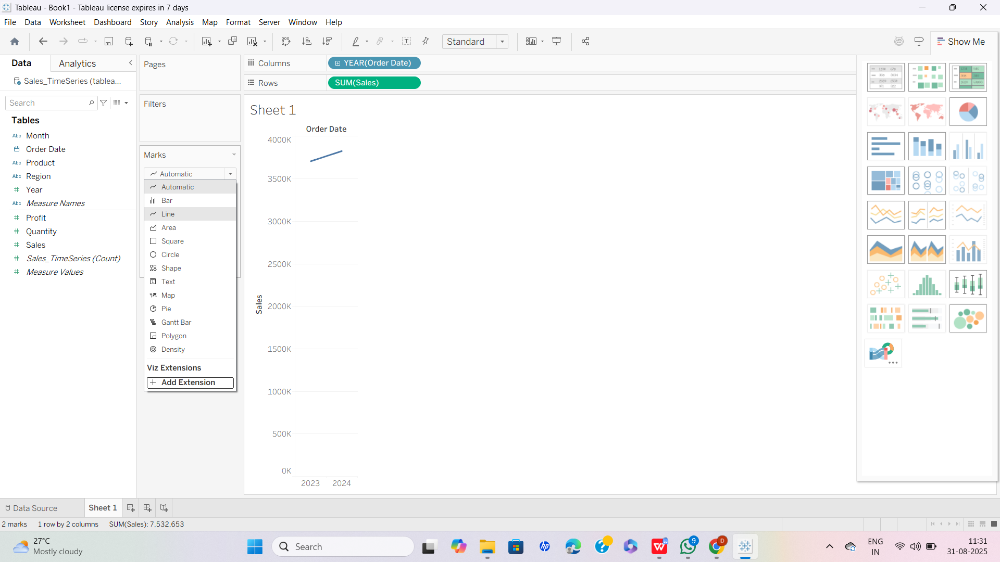 Tableau - Book1 - Tableau license expires in 7 days
File Data Worksheet Dashboard Story Analysis Map Format Server Window Help
Standard
Show Me
Data Analytics
Sales_TimeSeries (tablea...
Search
Tables
Abc Month
Order Date
Abc Product
Abc Region
Year
Abc Measure Names
Profit
Quantity
Sales
Sales_TimeSeries (Count)
Measure Values
Pages
Filters
Marks
Automatic
Automatic
Bar
Line
Area
Square
Circle
Shape
Text
Map
Pie
Gantt Bar
Polygon
Density
Viz Extensions
Add Extension
Columns YEAR(Order Date)
Rows SUM(Sales)
Sheet 1
Order Date
4000K
3500K
3000K
2500K
2000K
1500K
1000K
500K
0K
Sales
2023 2024
Data Source Sheet 1
2 marks 1 row by 2 columns SUM(Sales): 7,532,653
27°C
Mostly cloudy
Search
9
D
ENG
IN
11:31
31-08-2025